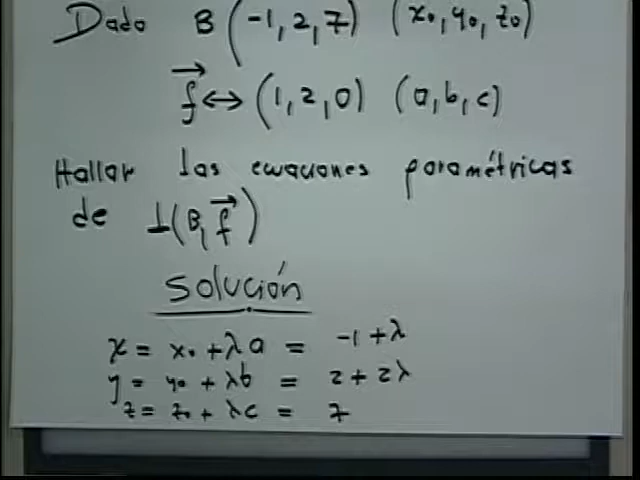 Dado B (-1, 2, 7) (x₀, y₀, z₀)
f⃗ ↔ (1, 2, 0) (a, b, c)
Hallar las ecuaciones paramétricas
de ⊥(B, f⃗)
Solución
x = x₀ + λa = -1 + λ
y = y₀ + λb = 2 + 2λ
z = z₀ + λc = 7